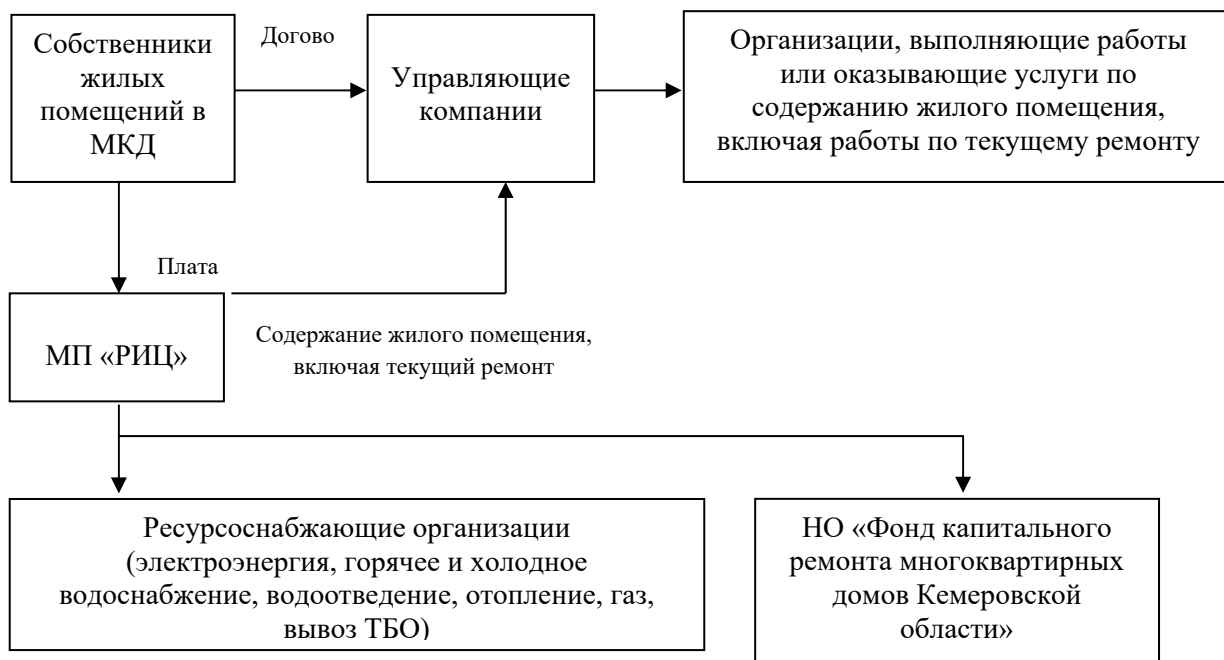 Собственники
жилых
помещений в
МКД
Догово
Управляющие
компании
Организации, выполняющие работы
или оказывающие услуги по
содержанию жилого помещения,
включая работы по текущему ремонту
Плата
МП «РИЦ»
Содержание жилого помещения,
включая текущий ремонт
Ресурсоснабжающие организации
(электроэнергия, горячее и холодное
водоснабжение, водоотведение, отопление, газ,
вывоз ТБО)
НО «Фонд капитального
ремонта многоквартирных
домов Кемеровской
области»